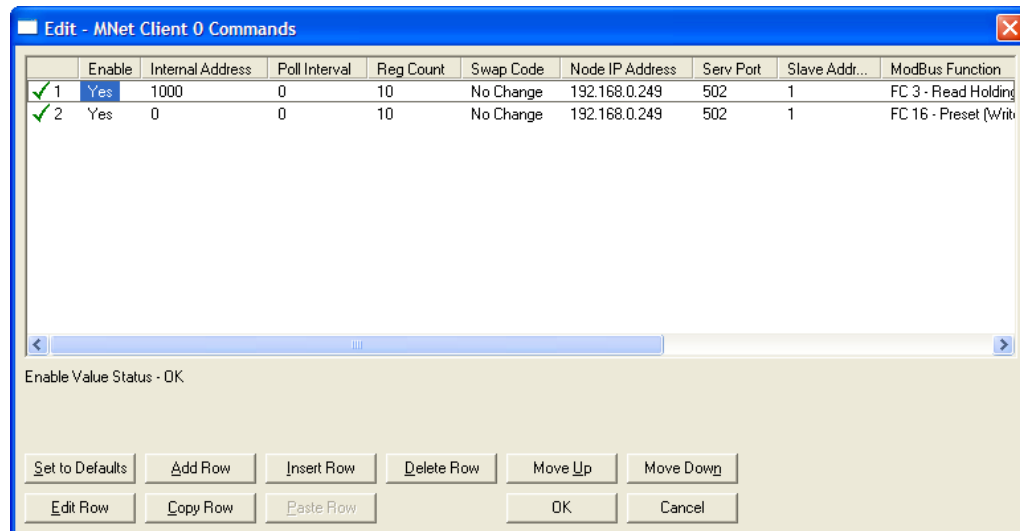 Edit - MNet Client 0 Commands
Enable Internal Address Poll Interval Reg Count Swap Code Node IP Address Serv Port Slave Addr... ModBus Function
1 Yes 1000 0 10 No Change 192.168.0.249 502 1 FC 3 - Read Holding
2 Yes 0 0 10 No Change 192.168.0.249 502 1 FC 16 - Preset (Writ
Enable Value Status - OK
Set to Defaults Add Row Insert Row Delete Row Move Up Move Down
Edit Row Copy Row Paste Row OK Cancel